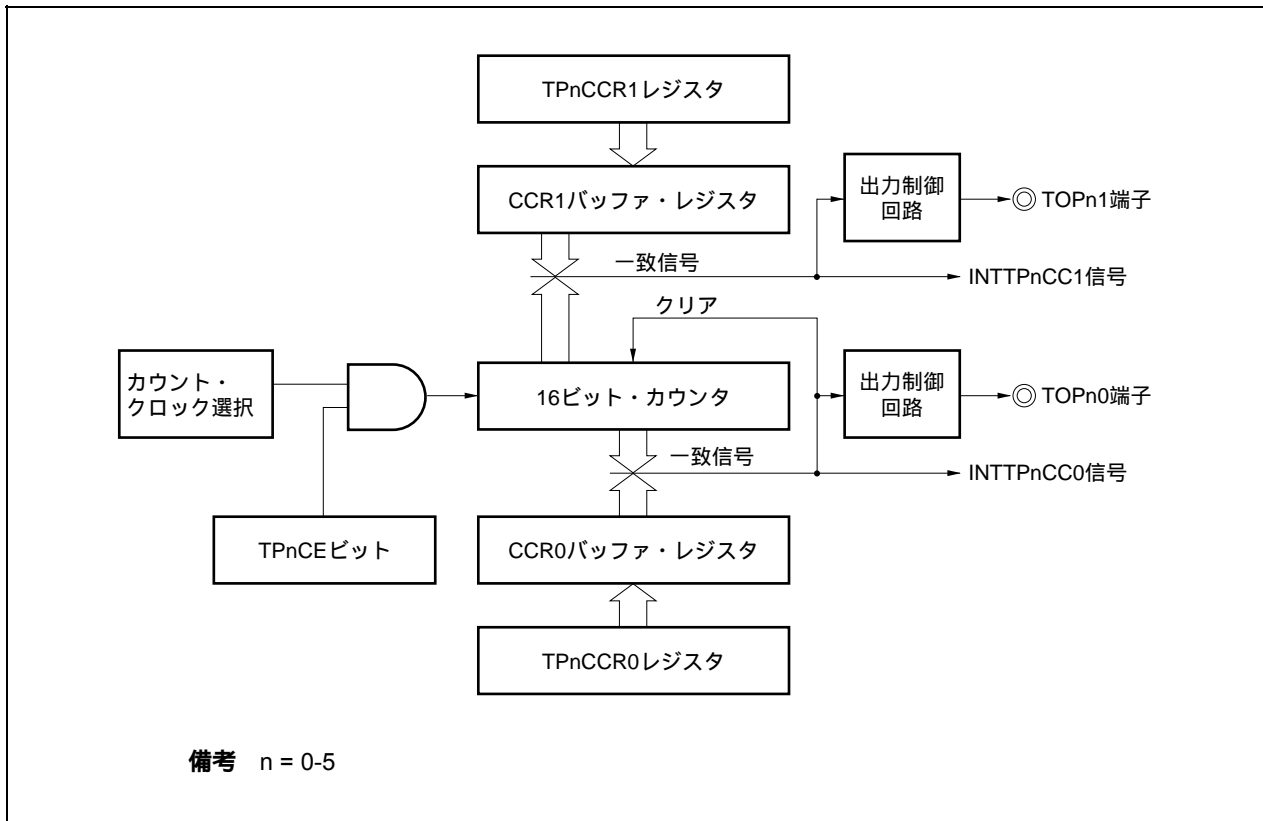 TPnCCR1レジスタ
CCR1バッファ・レジスタ
出力制御
回路
TOPn1端子
一致信号
INTTPnCC1信号
クリア
カウント・
クロック選択
16ビット・カウンタ
出力制御
回路
TOPn0端子
一致信号
INTTPnCC0信号
TPnCEビット
CCR0バッファ・レジスタ
TPnCCR0レジスタ
備考 n = 0-5